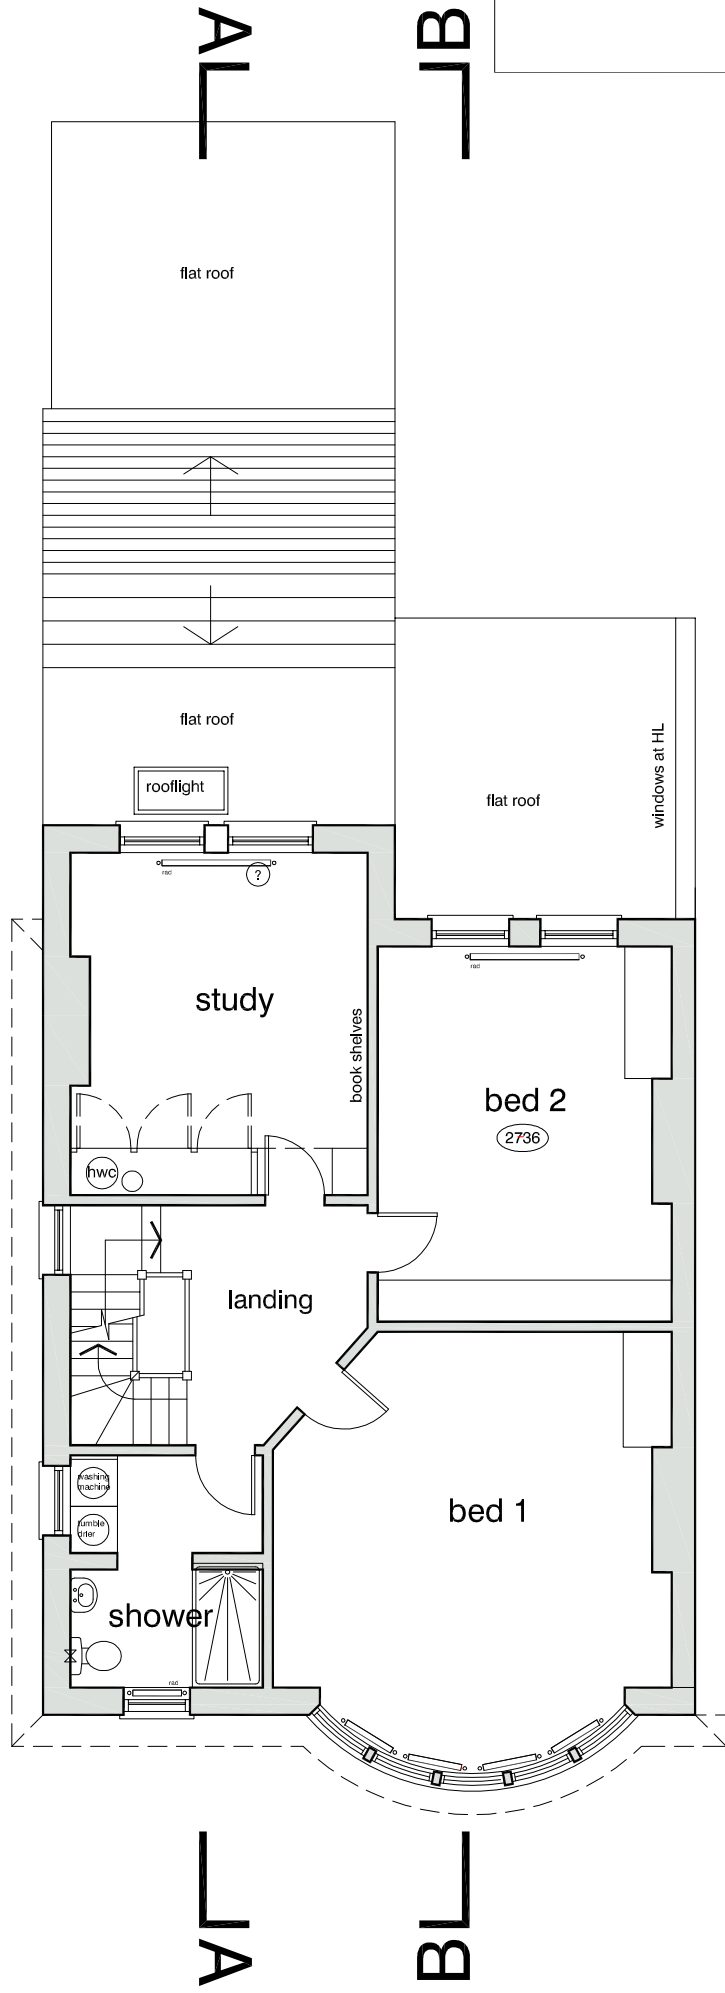 A
B
flat roof
flat roof
rooflight
flat roof
windows at HL
rad
?
rad
study
book shelves
bed 2
2736
hwc
landing
bed 1
washing
machine
tumble
drier
shower
rad
A
B